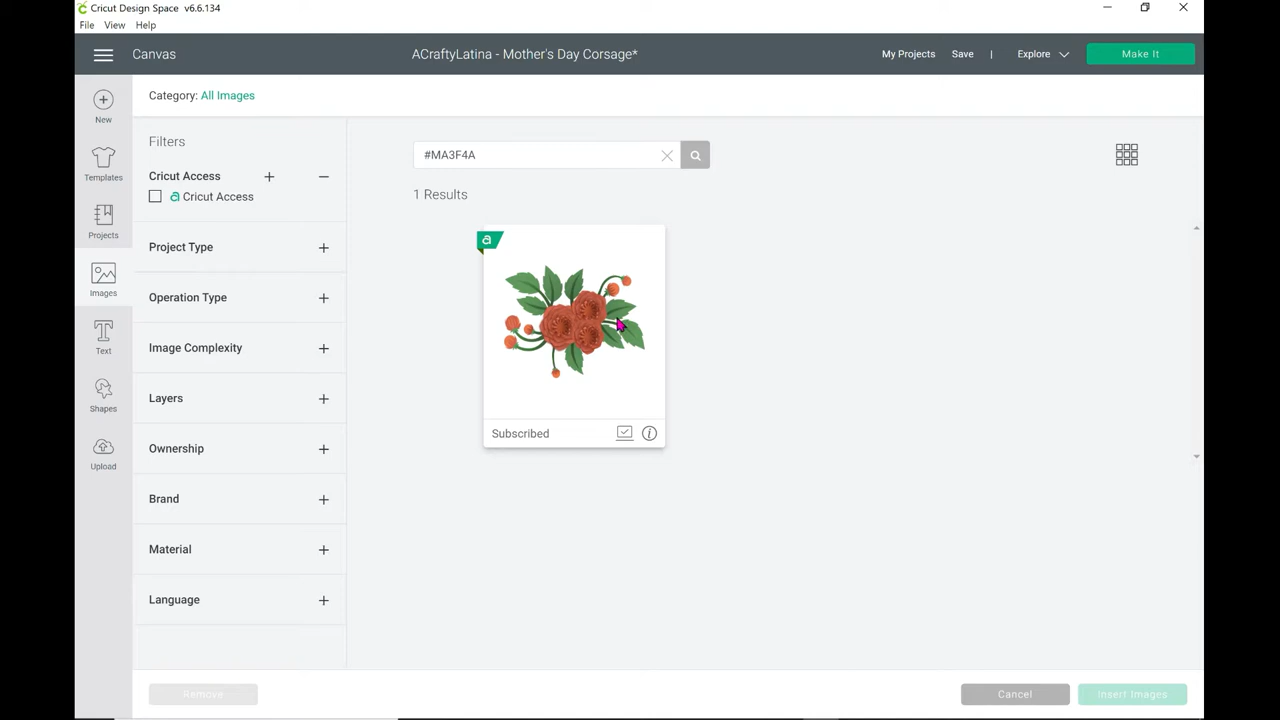 Cricut Design Space v6.6.134
File View Help
Canvas
ACraftyLatina - Mother's Day Corsage*
My Projects Save | Explore Make It
New
Templates
Projects
Images
Text
Shapes
Upload
Category: All Images
Filters
Cricut Access
Cricut Access
Project Type
Operation Type
Image Complexity
Layers
Ownership
Brand
Material
Language
#MA3F4A
1 Results
Subscribed
Remove
Cancel
Insert Images